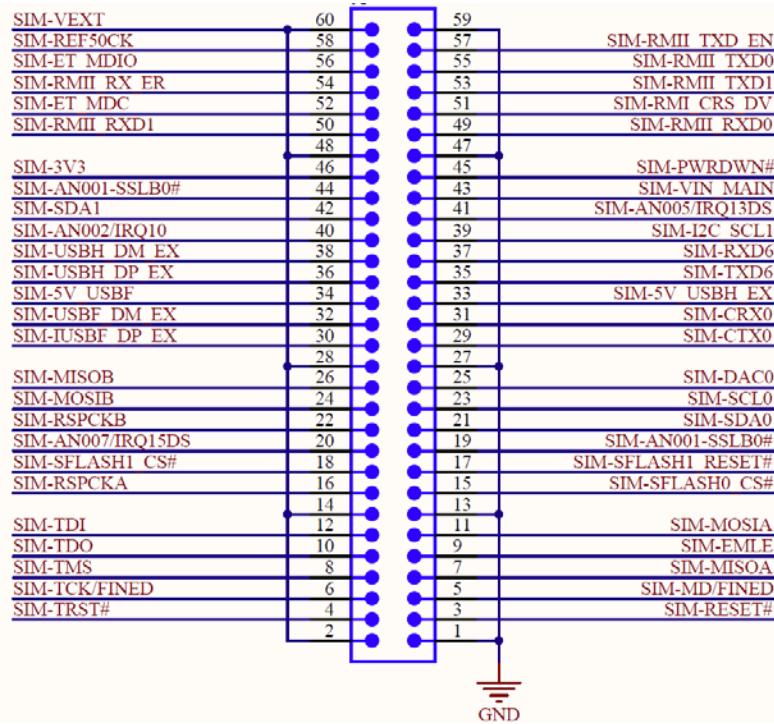 SIM-VEXT 60 59
SIM-REF50CK 58 57 SIM-RMII_TXD_EN
SIM-ET_MDIO 56 55 SIM-RMII_TXD0
SIM-RMII_RX_ER 54 53 SIM-RMII_TXD1
SIM-ET_MDC 52 51 SIM-RMI_CRS_DV
SIM-RMII_RXD1 50 49 SIM-RMII_RXD0
48 47
SIM-3V3 46 45 SIM-PWRDWN#
SIM-AN001-SSLB0# 44 43 SIM-VIN_MAIN
SIM-SDA1 42 41 SIM-AN005/IRQ13DS
SIM-AN002/IRQ10 40 39 SIM-I2C_SCL1
SIM-USBH_DM_EX 38 37 SIM-RXD6
SIM-USBH_DP_EX 36 35 SIM-TXD6
SIM-5V_USBF 34 33 SIM-5V_USBH_EX
SIM-USBF_DM_EX 32 31 SIM-CRX0
SIM-IUSBF_DP_EX 30 29 SIM-CTX0
28 27
SIM-MISOB 26 25 SIM-DAC0
SIM-MOSIB 24 23 SIM-SCL0
SIM-RSPCKB 22 21 SIM-SDA0
SIM-AN007/IRQ15DS 20 19 SIM-AN001-SSLB0#
SIM-SFLASH1_CS# 18 17 SIM-SFLASH1_RESET#
SIM-RSPCKA 16 15 SIM-SFLASH0_CS#
14 13
SIM-TDI 12 11 SIM-MOSIA
SIM-TDO 10 9 SIM-EMLE
SIM-TMS 8 7 SIM-MISOA
SIM-TCK/FINED 6 5 SIM-MD/FINED
SIM-TRST# 4 3 SIM-RESET#
2 1
GND